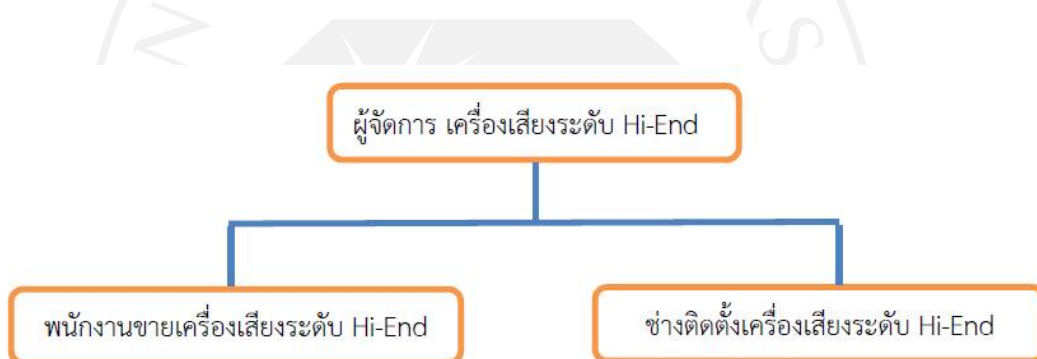 ผู้จัดการ เครื่องเสียงระดับ Hi-End
พนักงานขายเครื่องเสียงระดับ Hi-End
ช่างติดตั้งเครื่องเสียงระดับ Hi-End